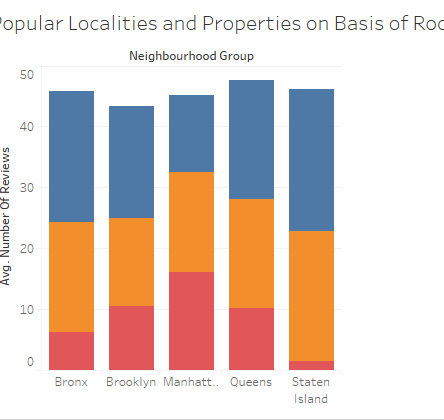 Popular Localities and Properties on Basis of Roo
Neighbourhood Group
Avg. Number Of Reviews
50
40
30
20
10
0
Bronx Brooklyn Manhatt.. Queens Staten
Island